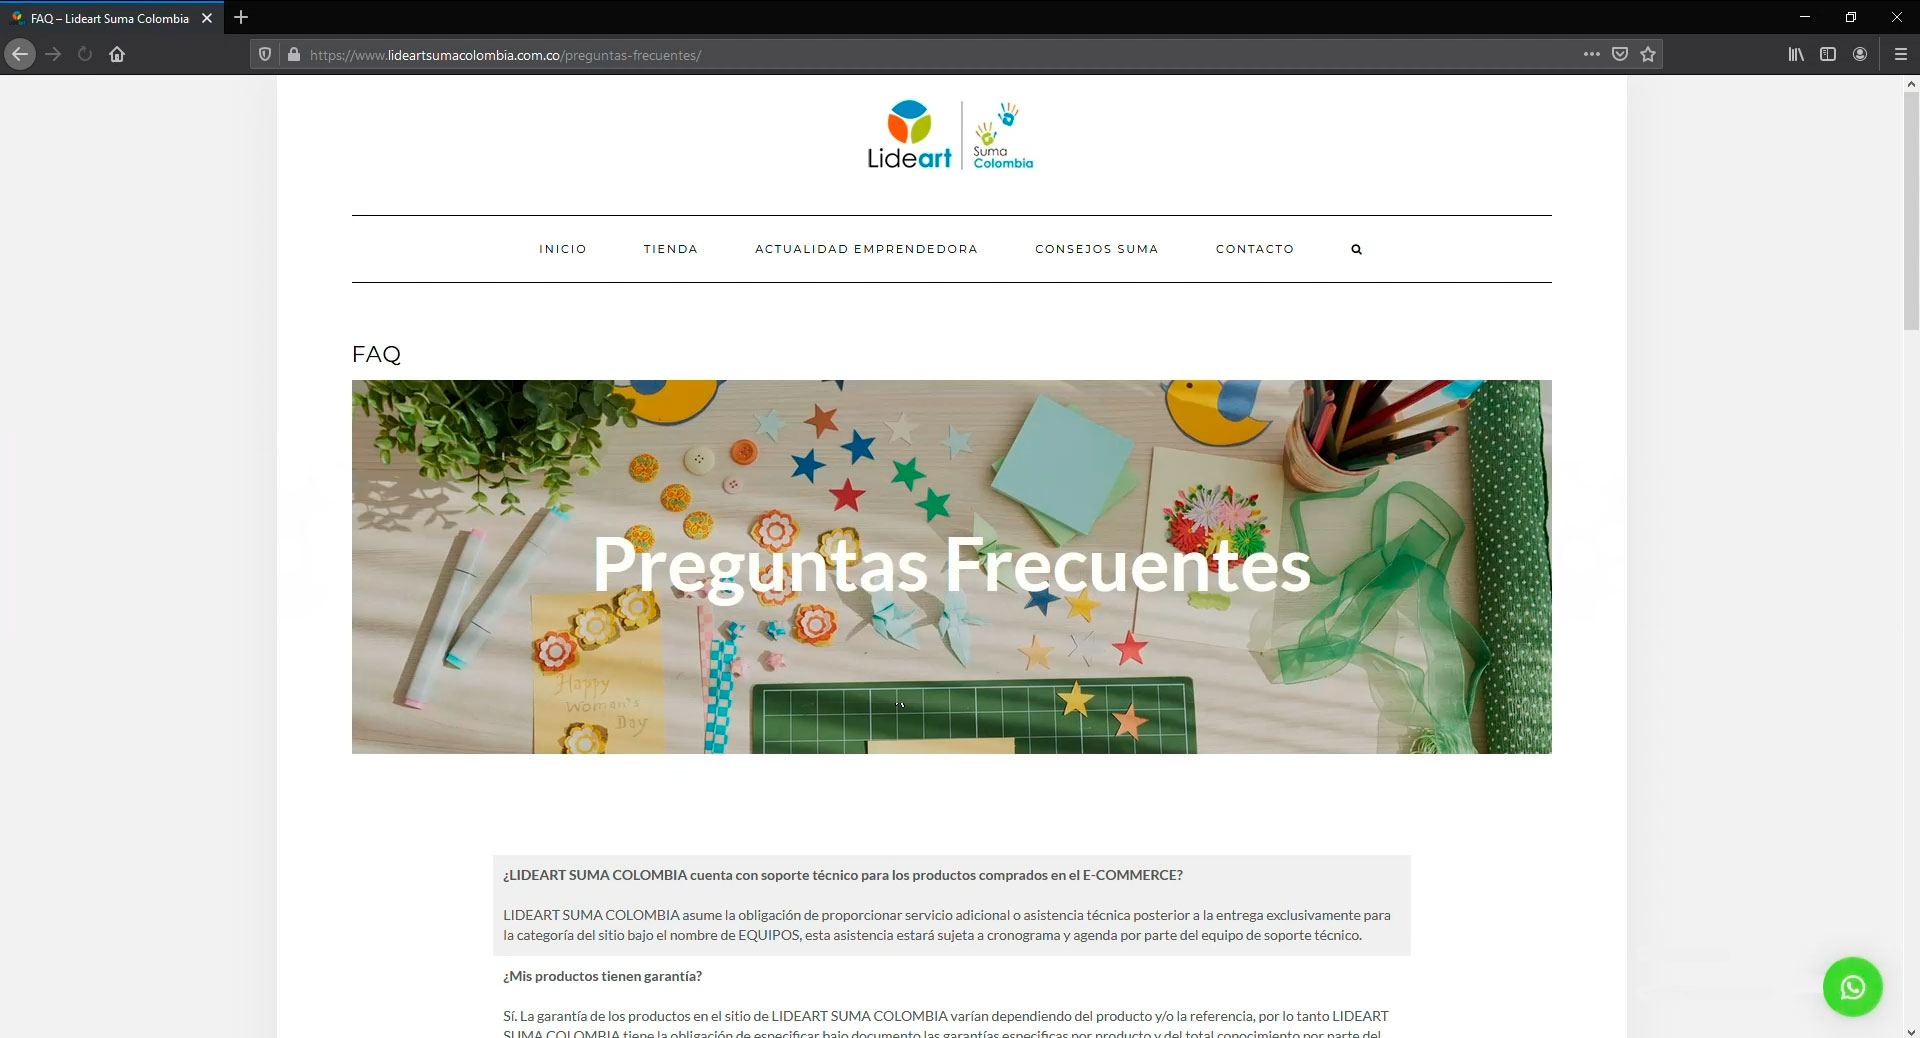 FAQ – Lideart Suma Colombia
https://www.lideartsumacolombia.com.co/preguntas-frecuentes/
Lideart
Suma
Colombia
INICIO TIENDA ACTUALIDAD EMPRENDEDORA CONSEJOS SUMA CONTACTO
FAQ
Preguntas Frecuentes
Happy
Woman's
Day
¿LIDEART SUMA COLOMBIA cuenta con soporte técnico para los productos comprados en el E-COMMERCE?
LIDEART SUMA COLOMBIA asume la obligación de proporcionar servicio adicional o asistencia técnica posterior a la entrega exclusivamente para
la categoría del sitio bajo el nombre de EQUIPOS, esta asistencia estará sujeta a cronograma y agenda por parte del equipo de soporte técnico.
¿Mis productos tienen garantía?
Sí. La garantía de los productos en el sitio de LIDEART SUMA COLOMBIA varían dependiendo del producto y/o la referencia, por lo tanto LIDEART
SUMA COLOMBIA tiene la obligación de especificar bajo documento las garantías especificas por producto y del total conocimiento por parte del